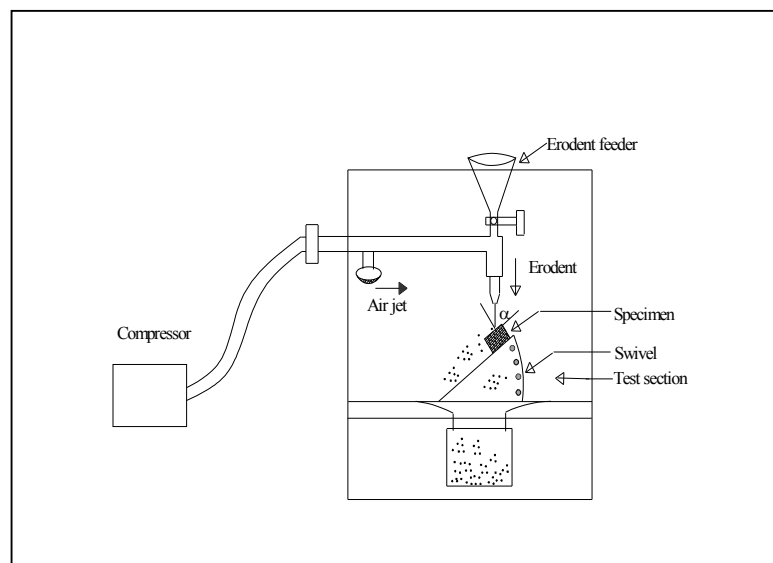 Erodent feeder
Erodent
Air jet
α
Specimen
Compressor
Swivel
Test section